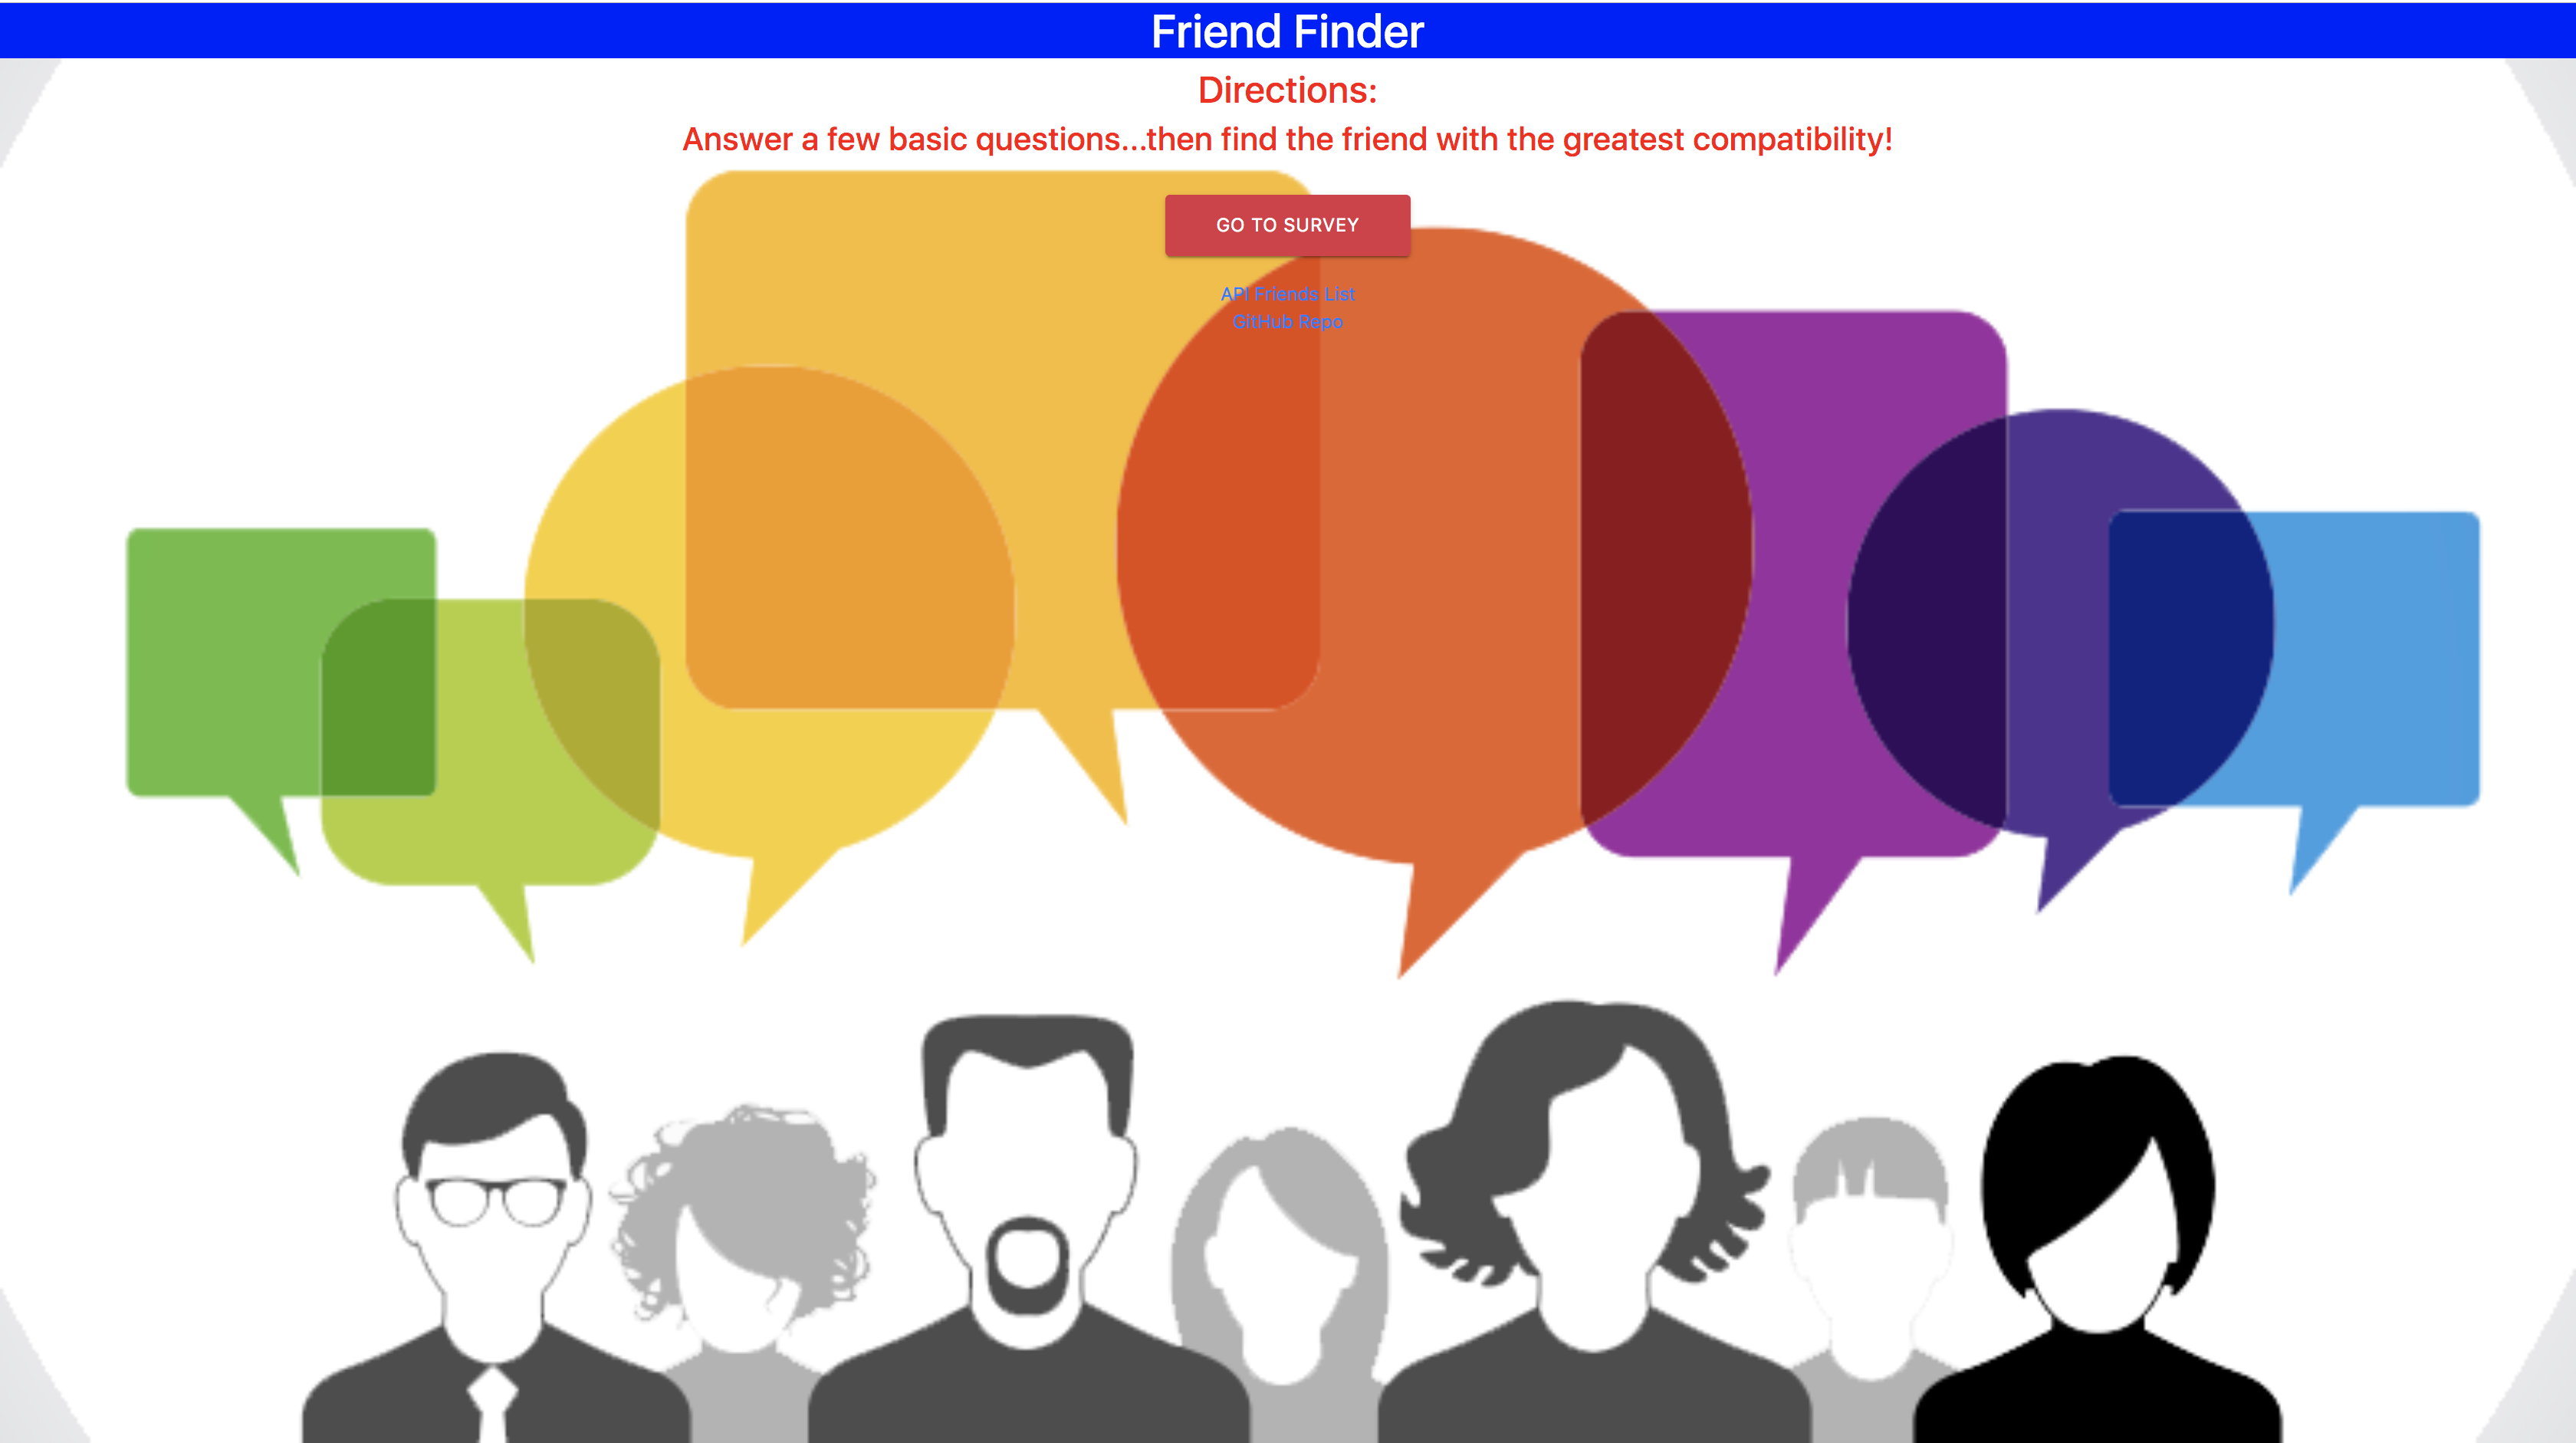 Friend Finder
Directions:
Answer a few basic questions...then find the friend with the greatest compatibility!
GO TO SURVEY
API Friends List
GitHub Repo